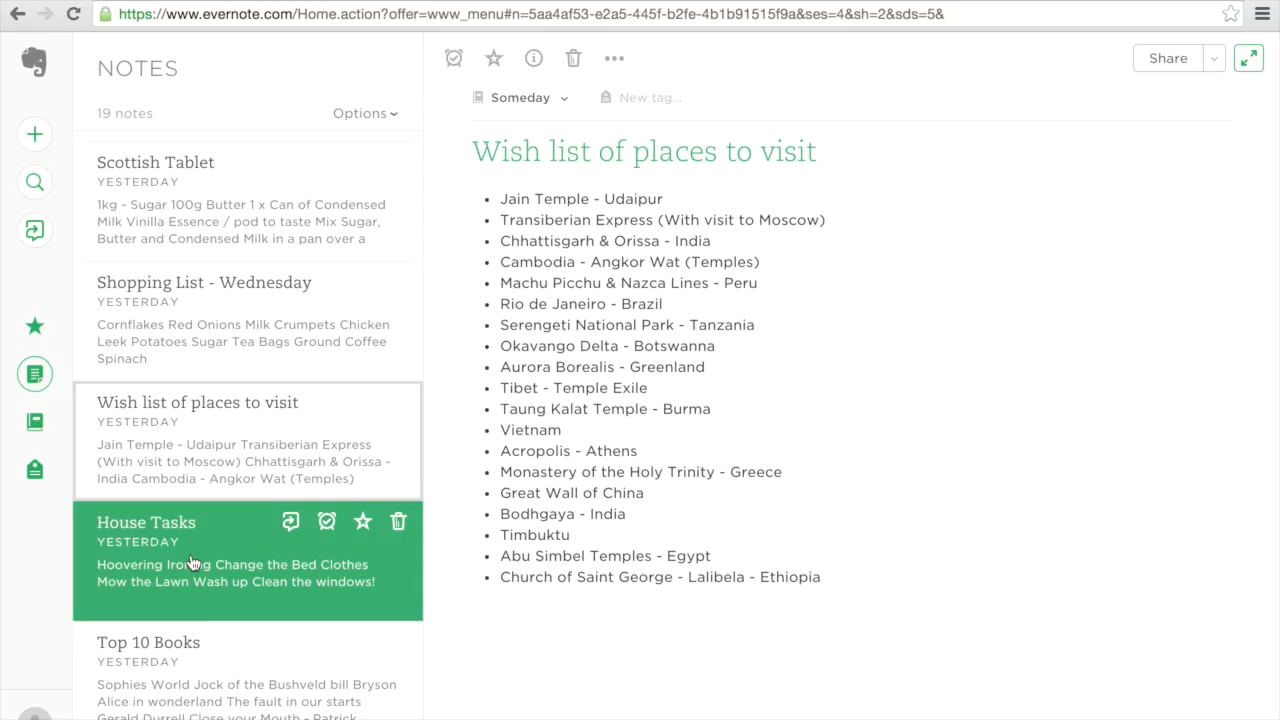 https://www.evernote.com/Home.action?offer=www_menu#n=5aa4af53-e2a5-445f-b2fe-4b1b91515f9a&ses=4&sh=2&sds=5&
NOTES
19 notes
Options
Scottish Tablet
YESTERDAY
1kg - Sugar 100g Butter 1 x Can of Condensed
Milk Vinilla Essence / pod to taste Mix Sugar,
Butter and Condensed Milk in a pan over a
Shopping List - Wednesday
YESTERDAY
Cornflakes Red Onions Milk Crumpets Chicken
Leek Potatoes Sugar Tea Bags Ground Coffee
Spinach
Wish list of places to visit
YESTERDAY
Jain Temple - Udaipur Transiberian Express
(With visit to Moscow) Chhattisgarh & Orissa -
India Cambodia - Angkor Wat (Temples)
House Tasks
YESTERDAY
Hoovering Ironing Change the Bed Clothes
Mow the Lawn Wash up Clean the windows!
Top 10 Books
YESTERDAY
Sophies World Jock of the Bushveld bill Bryson
Alice in wonderland The fault in our starts
Gerald Durrell Close your Mouth - Patrick
Share
Someday
New tag...
Wish list of places to visit
Jain Temple - Udaipur
Transiberian Express (With visit to Moscow)
Chhattisgarh & Orissa - India
Cambodia - Angkor Wat (Temples)
Machu Picchu & Nazca Lines - Peru
Rio de Janeiro - Brazil
Serengeti National Park - Tanzania
Okavango Delta - Botswanna
Aurora Borealis - Greenland
Tibet - Temple Exile
Taung Kalat Temple - Burma
Vietnam
Acropolis - Athens
Monastery of the Holy Trinity - Greece
Great Wall of China
Bodhgaya - India
Timbuktu
Abu Simbel Temples - Egypt
Church of Saint George - Lalibela - Ethiopia